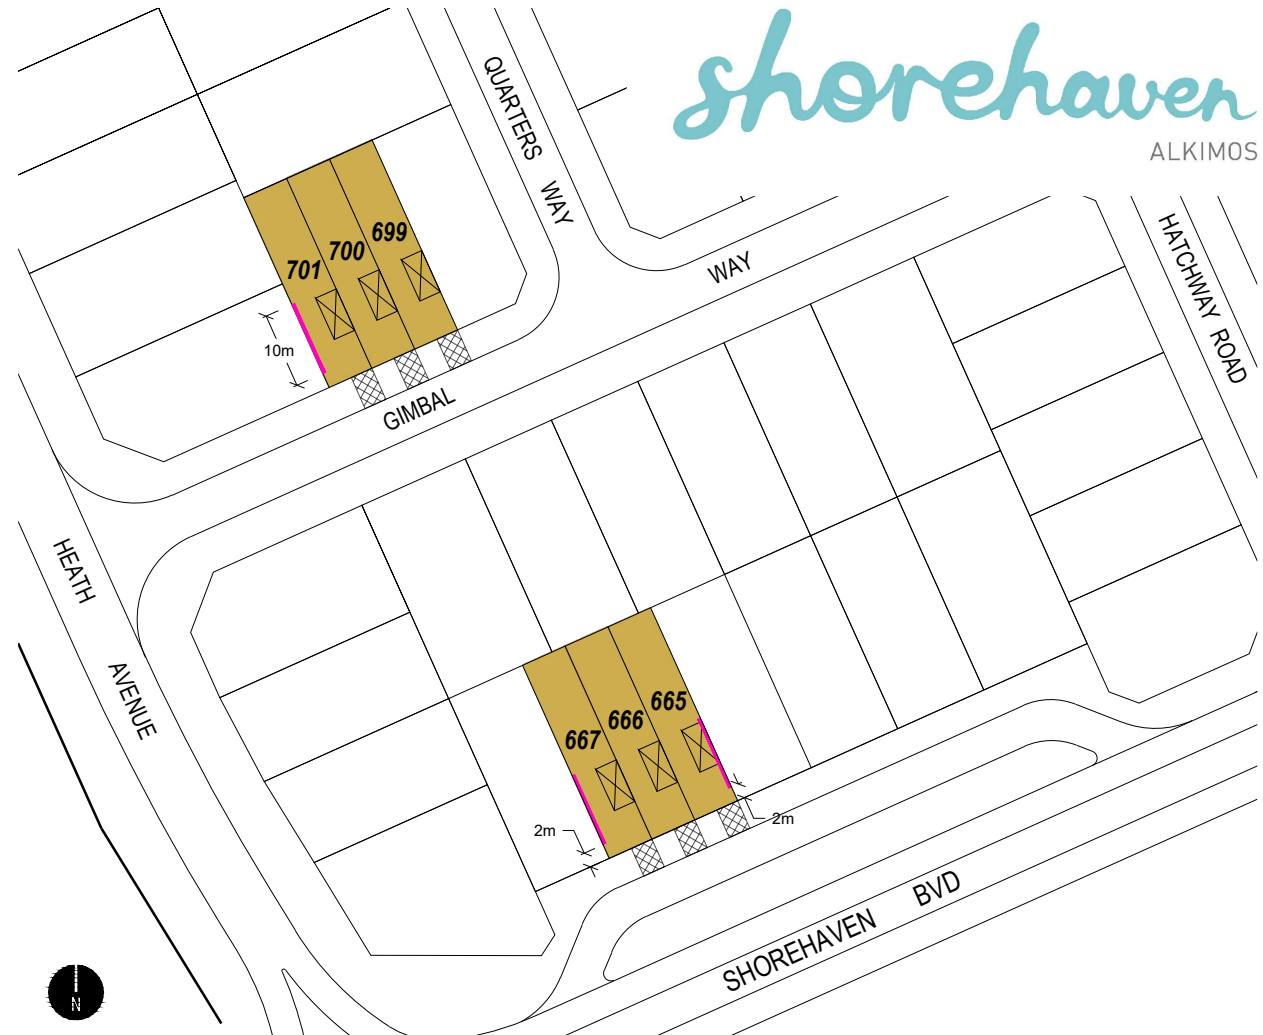 shorehaven
ALKIMOS
QUARTERS WAY
HATCHWAY ROAD
WAY
699
700
701
10m
GIMBAL
HEATH
AVENUE
665
666
667
2m
2m
SHOREHAVEN BVD
N